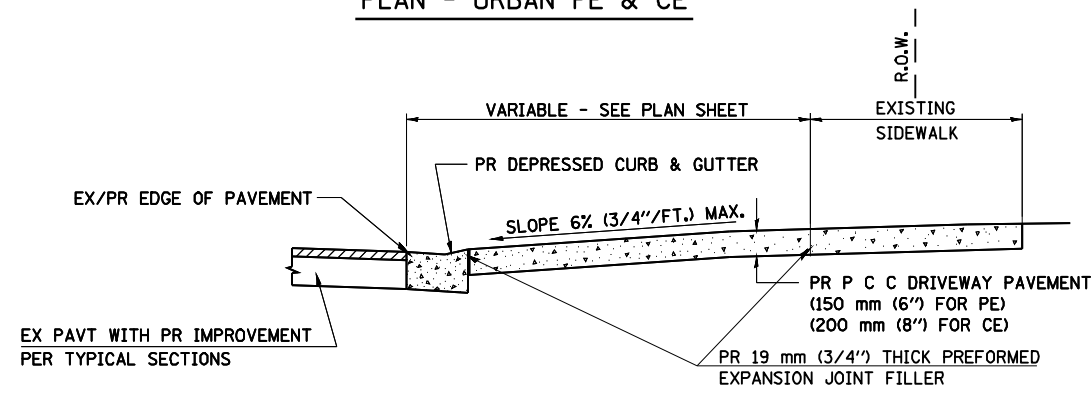 PLAN - URBAN PE & CE
R.O.W.
VARIABLE - SEE PLAN SHEET
EXISTING
SIDEWALK
PR DEPRESSED CURB & GUTTER
EX/PR EDGE OF PAVEMENT
SLOPE 6% (3/4"/FT.) MAX.
PR P C C DRIVEWAY PAVEMENT
(150 mm (6") FOR PE)
(200 mm (8") FOR CE)
EX PAVT WITH PR IMPROVEMENT
PER TYPICAL SECTIONS
PR 19 mm (3/4") THICK PREFORMED
EXPANSION JOINT FILLER